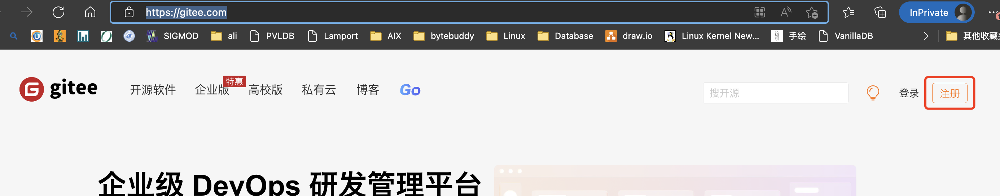 https://gitee.com InPrivate
SIGMOD ali PVLDB Lamport AIX bytebuddy Linux Database draw.io Linux Kernel New... 手绘 VanillaDB 其他收藏
gitee 开源软件 企业版 特惠 高校版 私有云 博客 Go 搜开源 登录 注册
企业级 DevOps 研发管理平台